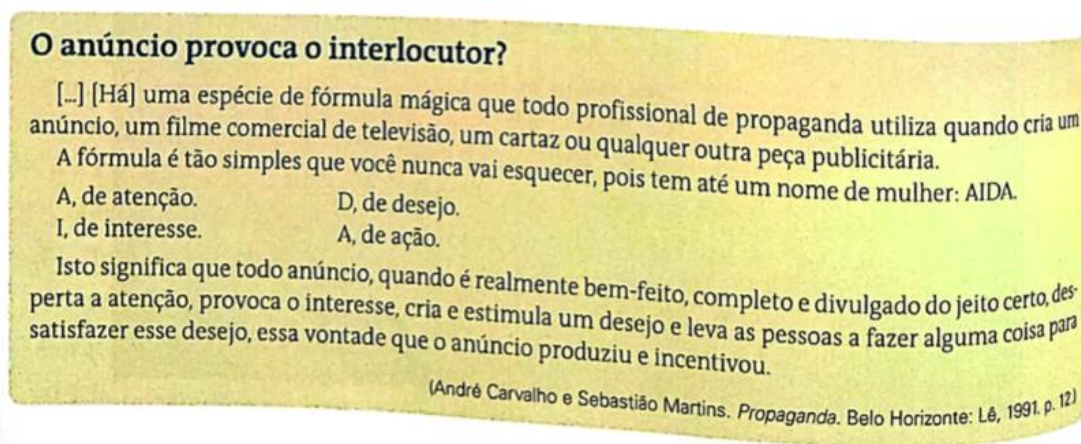 O anúncio provoca o interlocutor?
[...] [Há] uma espécie de fórmula mágica que todo profissional de propaganda utiliza quando cria um
anúncio, um filme comercial de televisão, um cartaz ou qualquer outra peça publicitária.
A fórmula é tão simples que você nunca vai esquecer, pois tem até um nome de mulher: AIDA.
A, de atenção. D, de desejo.
I, de interesse. A, de ação.
Isto significa que todo anúncio, quando é realmente bem-feito, completo e divulgado do jeito certo, des-
perta a atenção, provoca o interesse, cria e estimula um desejo e leva as pessoas a fazer alguma coisa para
satisfazer esse desejo, essa vontade que o anúncio produziu e incentivou.
(André Carvalho e Sebastião Martins. Propaganda. Belo Horizonte: Lê, 1991. p. 12)